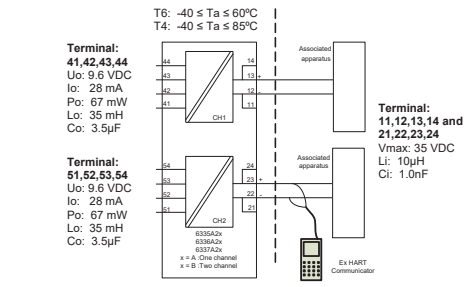 T6: -40 ≤ Ta ≤ 60ºC
T4: -40 ≤ Ta ≤ 85ºC
Terminal:
41,42,43,44
Uo: 9.6 VDC
Io: 28 mA
Po: 67 mW
Lo: 35 mH
Co: 3.5µF
44
43
42
41
14
13 +
12 -
11
CH1
Associated
apparatus
Terminal:
11,12,13,14 and
21,22,23,24
Vmax: 35 VDC
Li: 10µH
Ci: 1.0nF
Terminal:
51,52,53,54
Uo: 9.6 VDC
Io: 28 mA
Po: 67 mW
Lo: 35 mH
Co: 3.5µF
54
53
52
51
24
23 +
22 -
21
CH2
6335A2x
6336A2x
6337A2x
x = A :One channel
x = B :Two channel
Associated
apparatus
Ex HART
Communicator